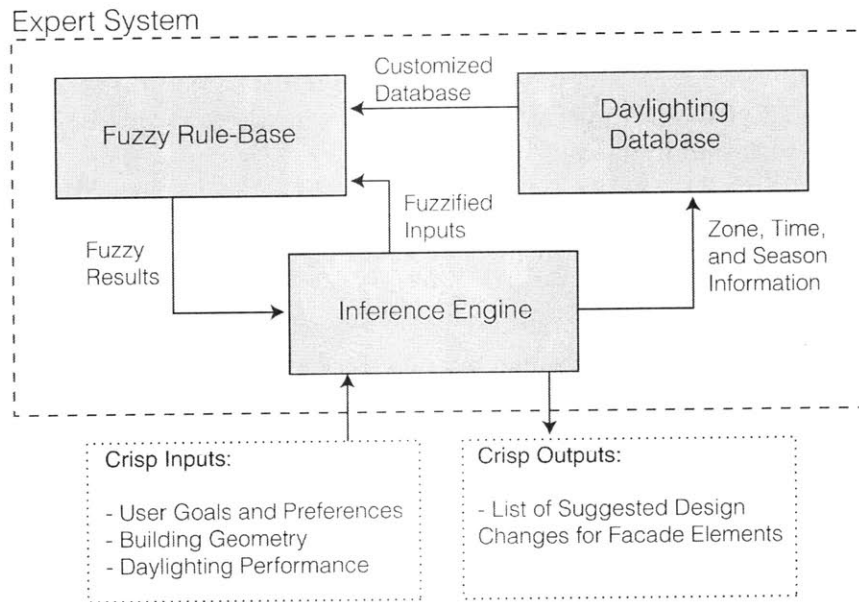 Expert System
Customized
Database
Fuzzy Rule-Base
Daylighting
Database
Fuzzified
Inputs
Fuzzy
Results
Zone, Time,
and Season
Information
Inference Engine
Crisp Inputs:
- User Goals and Preferences
- Building Geometry
- Daylighting Performance
Crisp Outputs:
- List of Suggested Design
Changes for Facade Elements